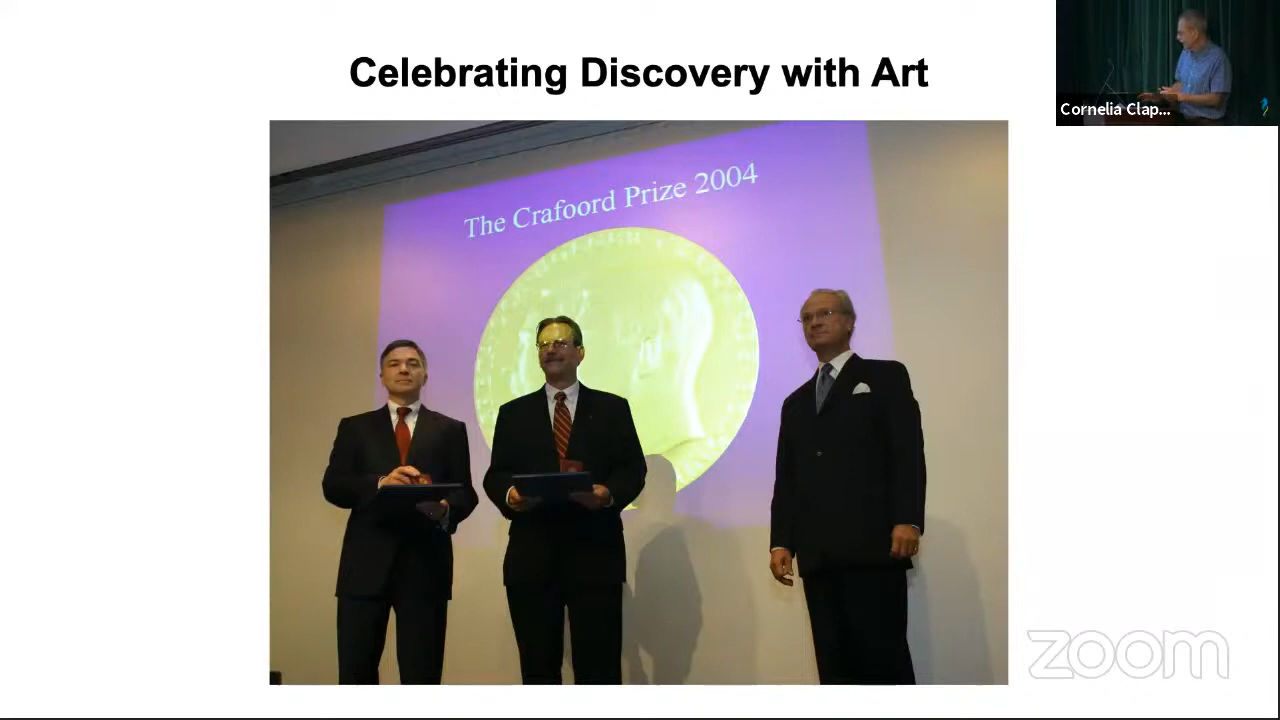 Celebrating Discovery with Art
Cornelia Clap...
The Crafoord Prize 2004
zoom